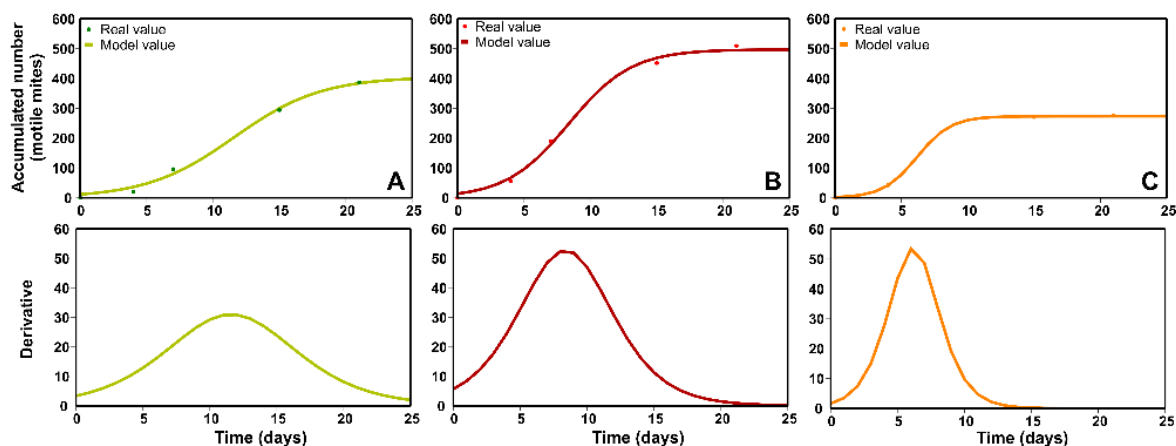 600
500
400
300
200
100
0
Accumulated number
(motile mites)
Real value
Model value
A
0 5 10 15 20 25
600
500
400
300
200
100
0
Real value
Model value
B
0 5 10 15 20 25
600
500
400
300
200
100
0
Real value
Model value
C
0 5 10 15 20 25
60
50
40
30
20
10
0
Derivative
0 5 10 15 20 25
Time (days)
60
50
40
30
20
10
0
0 5 10 15 20 25
Time (days)
60
50
40
30
20
10
0
0 5 10 15 20 25
Time (days)